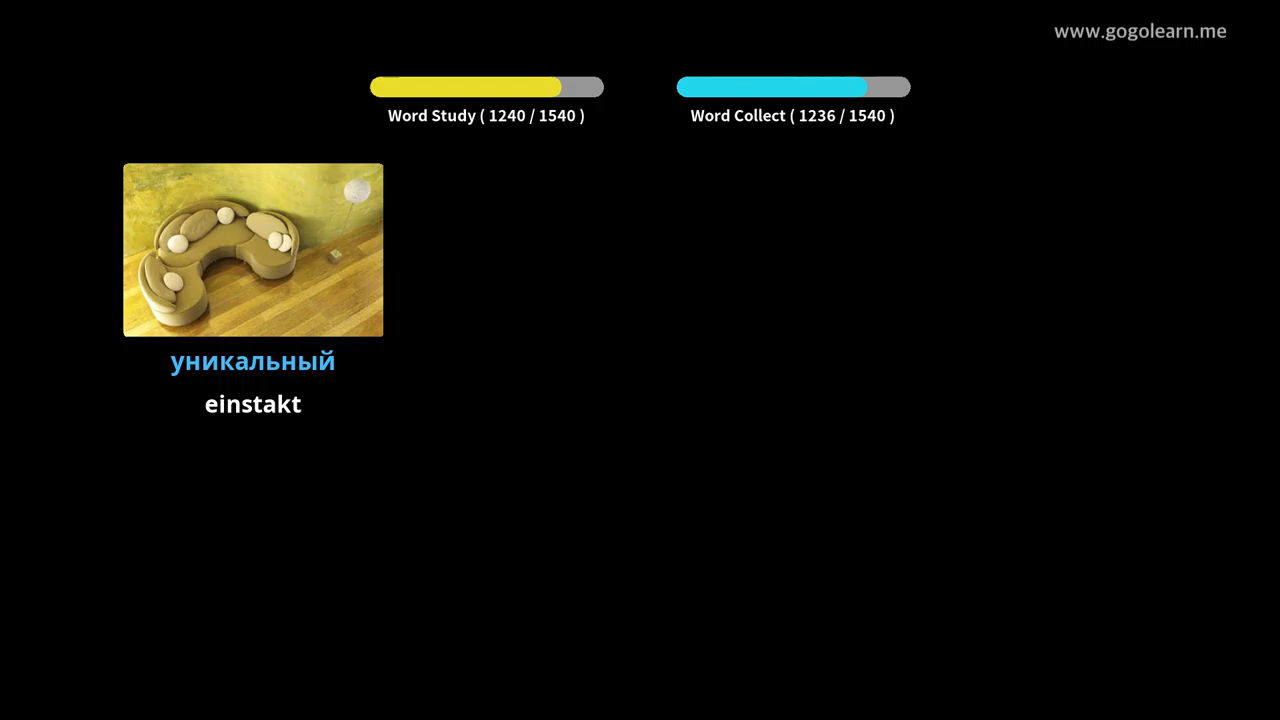 www.gogolearn.me
Word Study ( 1240 / 1540 )
Word Collect ( 1236 / 1540 )
уникальный
einstakt